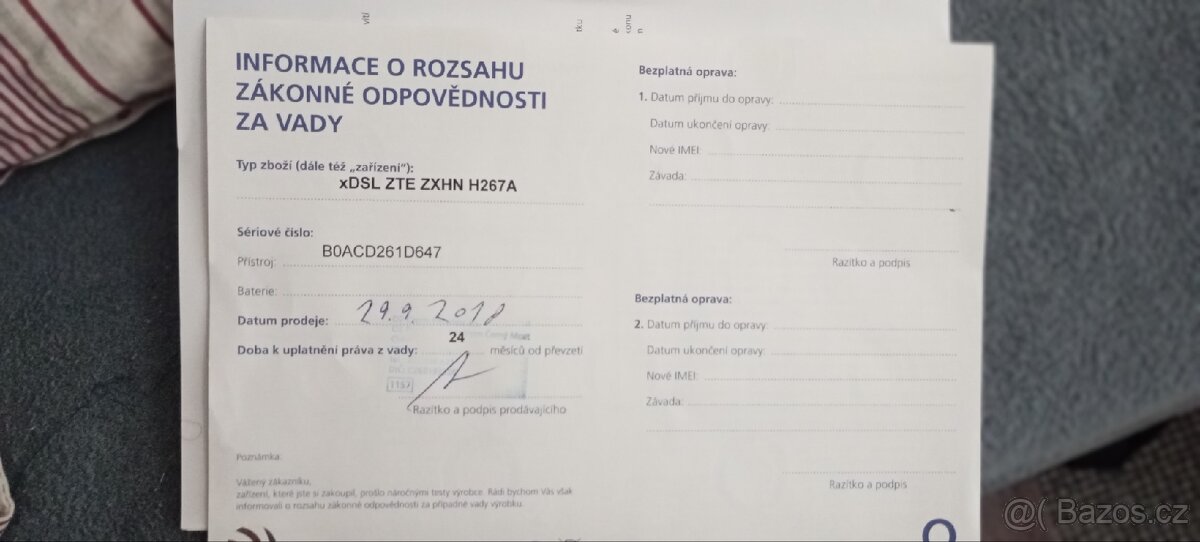 INFORMACE O ROZSAHU
ZÁKONNÉ ODPOVĚDNOSTI
ZA VADY
Typ zboží (dále též „zařízení"):
xDSL ZTE ZXHN H267A
Sériové číslo:
Přístroj: B0ACD261D647
Baterie:
Datum prodeje: 29.9. 2018
Doba k uplatnění práva z vady: 24 měsíců od převzetí
1157
Razítko a podpis prodávajícího
Poznámka:
Vážený zákazníku,
zařízení, které jste si zakoupil, prošlo náročnými testy výrobce. Rádi bychom Vás však
informovali o rozsahu zákonné odpovědnosti za případné vady výrobku.
Bezplatná oprava:
1. Datum příjmu do opravy:
Datum ukončení opravy:
Nové IMEI:
Závada:
Razítko a podpis
Bezplatná oprava:
2. Datum příjmu do opravy:
Datum ukončení opravy:
Nové IMEI:
Závada:
Razítko a podpis
@( Bazos.cz